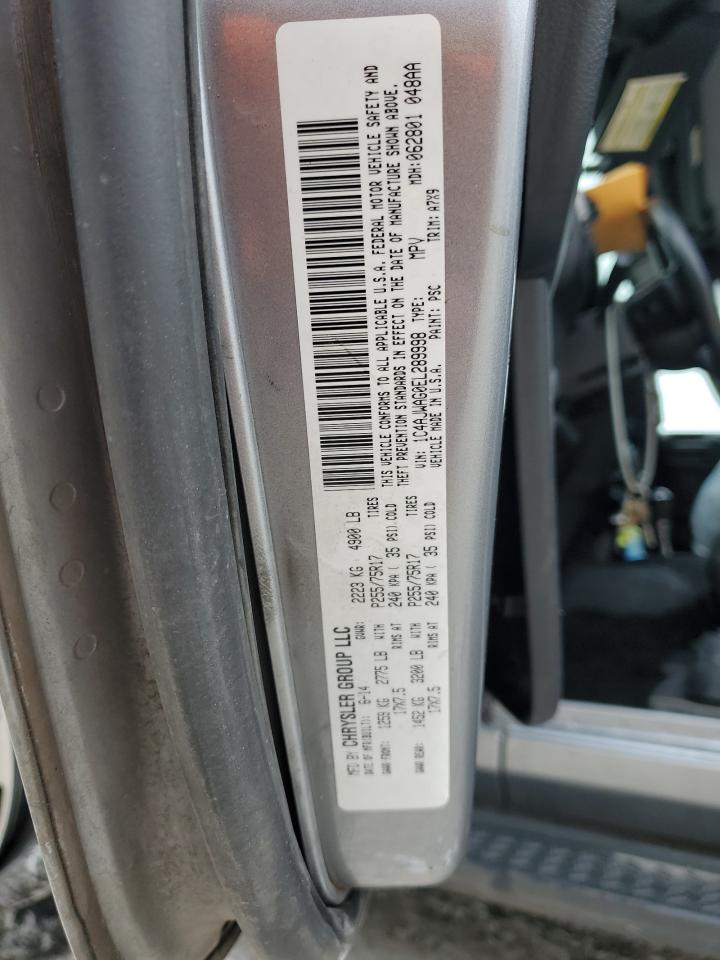 MFD BY CHRYSLER GROUP LLC
DATE OF MFR(BUILT): 6-14 GVWR: 2223 KG 4900 LB
GAWR FRONT: 1259 KG 2775 LB WITH P255/75R17 TIRES
17X7.5 RIMS AT 240 KPA ( 35 PSI) COLD
GAWR REAR: 1452 KG 3200 LB WITH P255/75R17 TIRES
17X7.5 RIMS AT 240 KPA ( 35 PSI) COLD
THIS VEHICLE CONFORMS TO ALL APPLICABLE U.S.A. FEDERAL MOTOR VEHICLE SAFETY AND
THEFT PREVENTION STANDARDS IN EFFECT ON THE DATE OF MANUFACTURE SHOWN ABOVE.
VIN: 1C4AJWAG0EL289998 TYPE: MPV MDH: 062801 048AA
VEHICLE MADE IN U.S.A. PAINT: PSC TRIM: A7X9